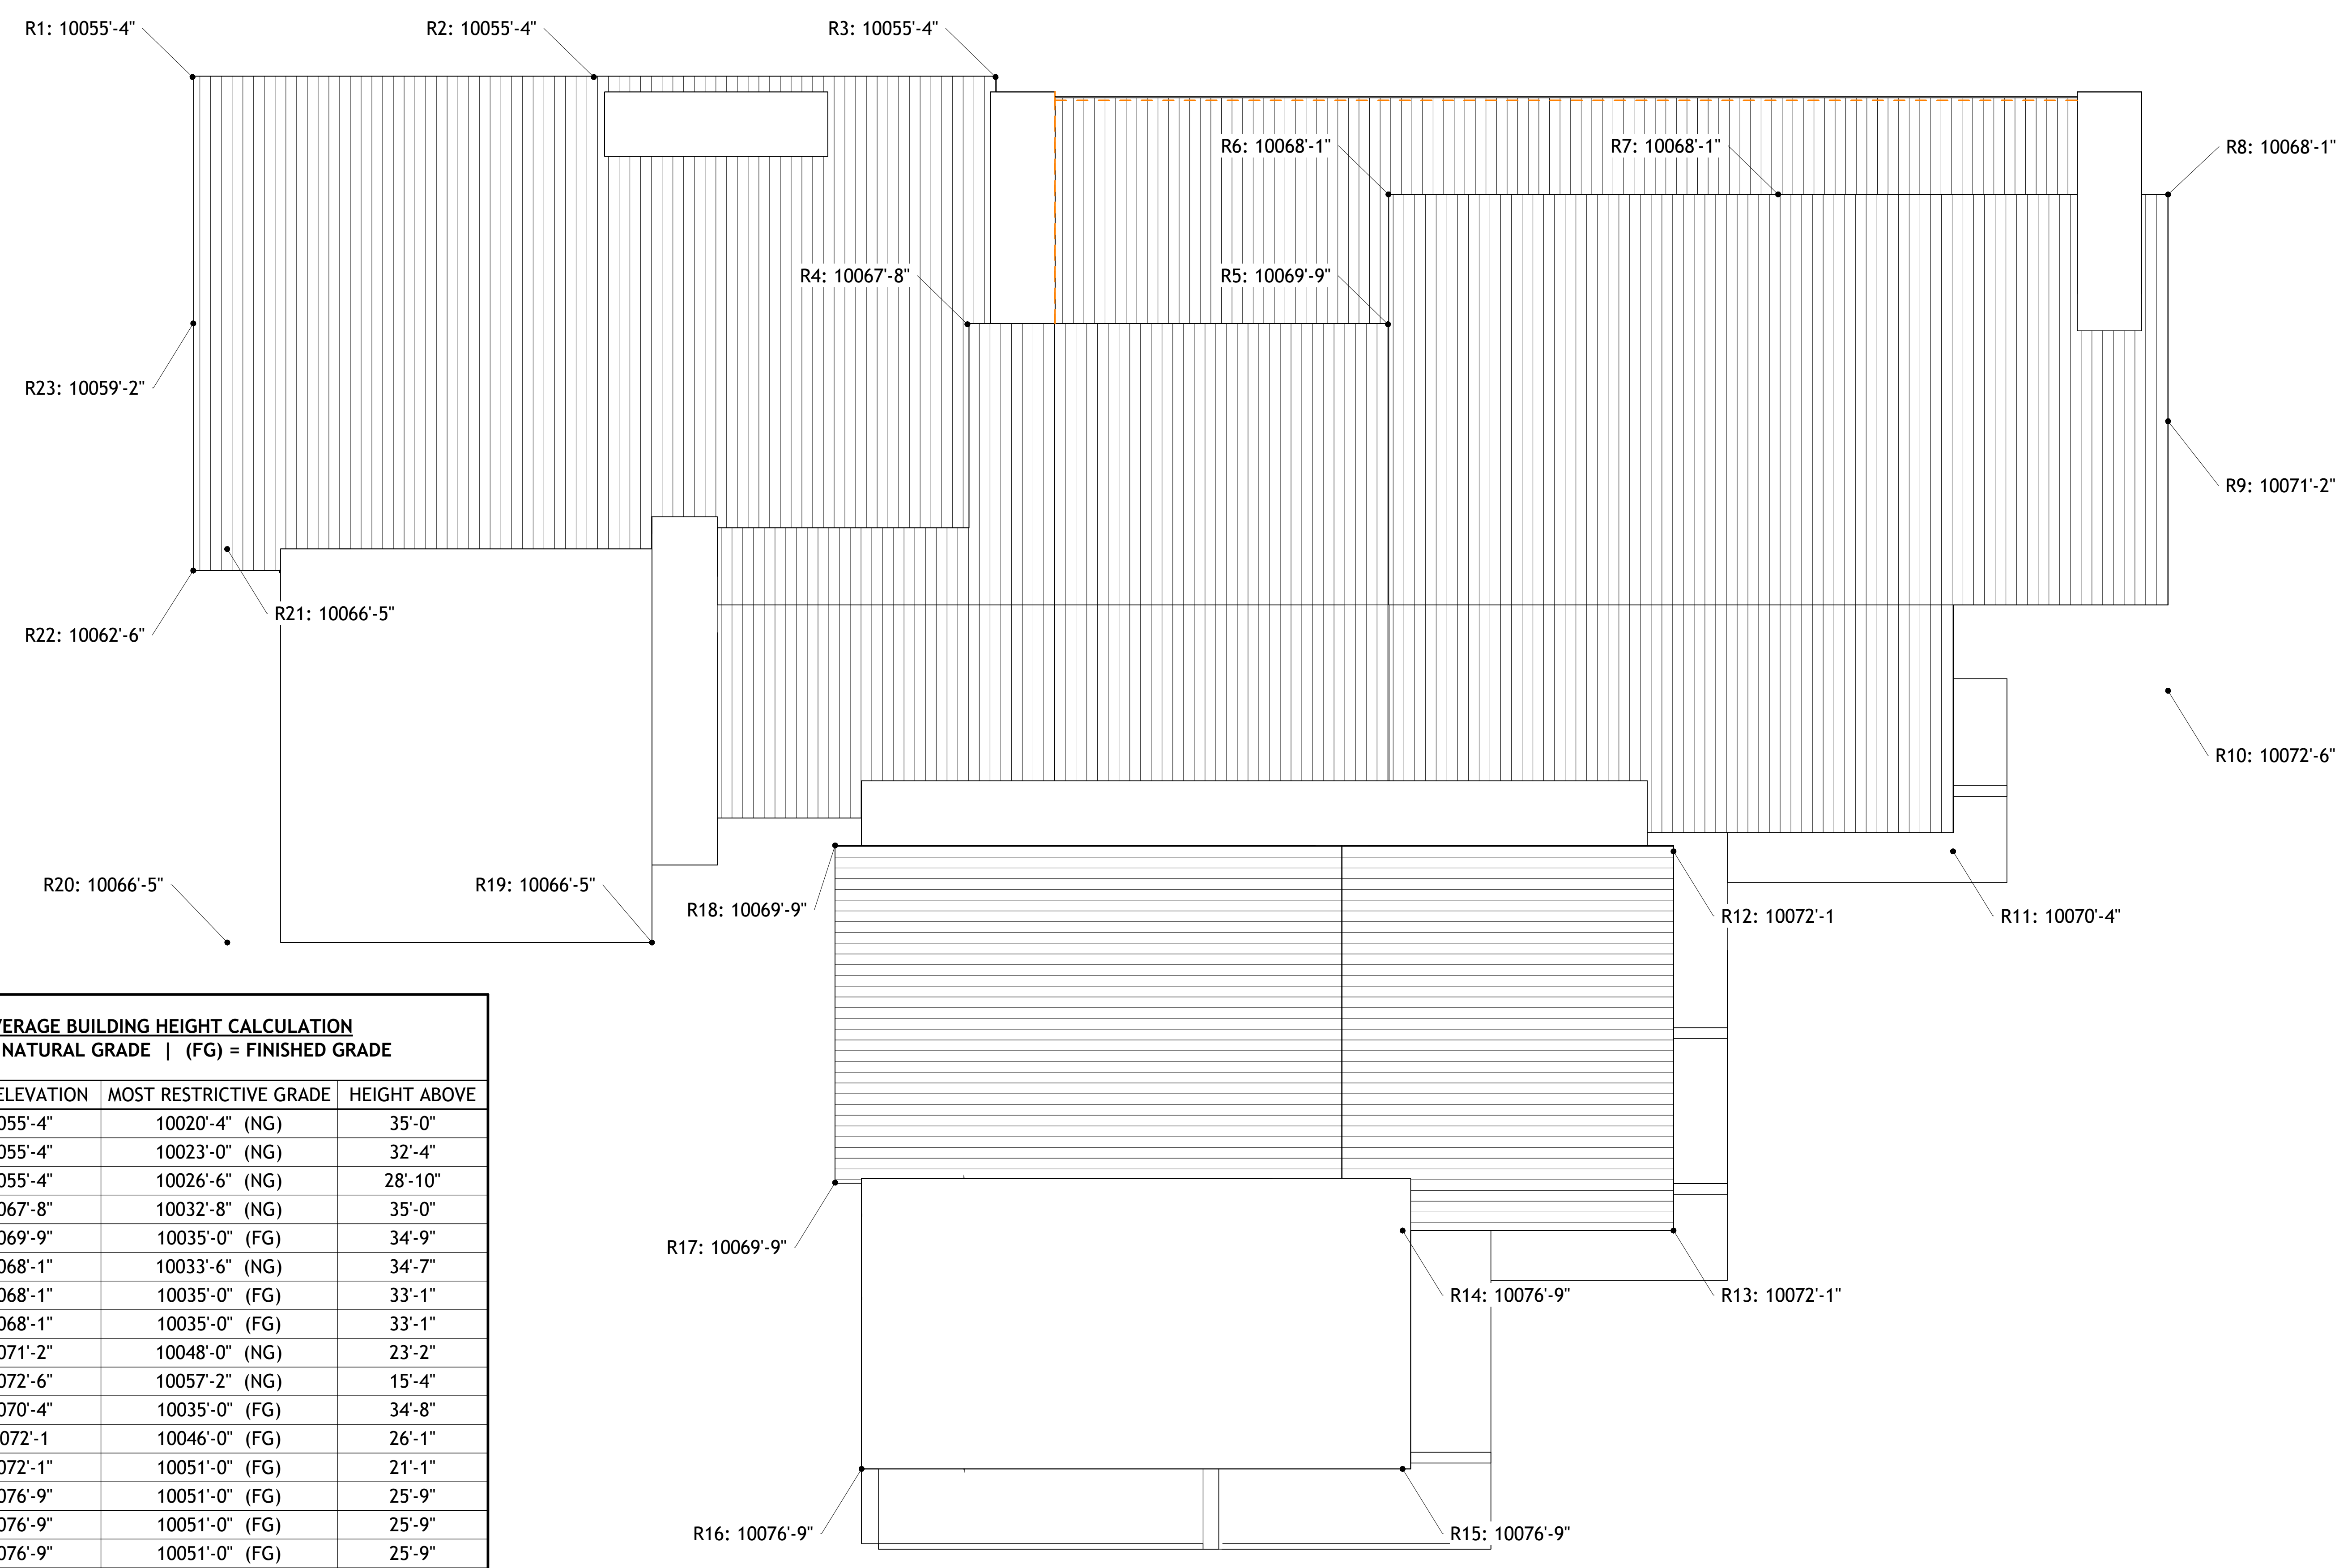 R1: 10055'-4"
R2: 10055'-4"
R3: 10055'-4"
R6: 10068'-1"
R7: 10068'-1"
R8: 10068'-1"
R4: 10067'-8"
R5: 10069'-9"
R23: 10059'-2"
R9: 10071'-2"
R21: 10066'-5"
R22: 10062'-6"
R10: 10072'-6"
R20: 10066'-5"
R19: 10066'-5"
R18: 10069'-9"
R12: 10072'-1
R11: 10070'-4"
R17: 10069'-9"
R14: 10076'-9"
R13: 10072'-1"
R16: 10076'-9"
R15: 10076'-9"
VERAGE BUILDING HEIGHT CALCULATION
NATURAL GRADE | (FG) = FINISHED GRADE
ELEVATION MOST RESTRICTIVE GRADE HEIGHT ABOVE
055'-4" 10020'-4" (NG) 35'-0"
055'-4" 10023'-0" (NG) 32'-4"
055'-4" 10026'-6" (NG) 28'-10"
067'-8" 10032'-8" (NG) 35'-0"
069'-9" 10035'-0" (FG) 34'-9"
068'-1" 10033'-6" (NG) 34'-7"
068'-1" 10035'-0" (FG) 33'-1"
068'-1" 10035'-0" (FG) 33'-1"
071'-2" 10048'-0" (NG) 23'-2"
072'-6" 10057'-2" (NG) 15'-4"
070'-4" 10035'-0" (FG) 34'-8"
072'-1 10046'-0" (FG) 26'-1"
072'-1" 10051'-0" (FG) 21'-1"
076'-9" 10051'-0" (FG) 25'-9"
076'-9" 10051'-0" (FG) 25'-9"
076'-9" 10051'-0" (FG) 25'-9"